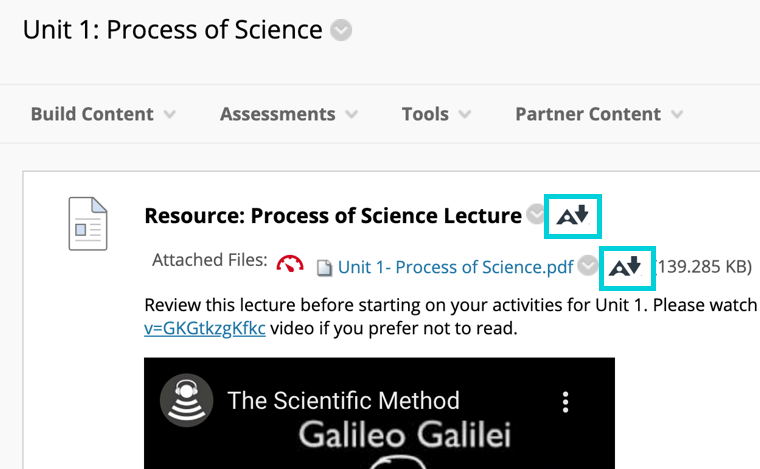 Unit 1: Process of Science
Build Content Assessments Tools Partner Content
Resource: Process of Science Lecture
Attached Files: Unit 1- Process of Science.pdf (139.285 KB)
Review this lecture before starting on your activities for Unit 1. Please watch
v=GKGtkzgKfkc video if you prefer not to read.
The Scientific Method
Galileo Galilei